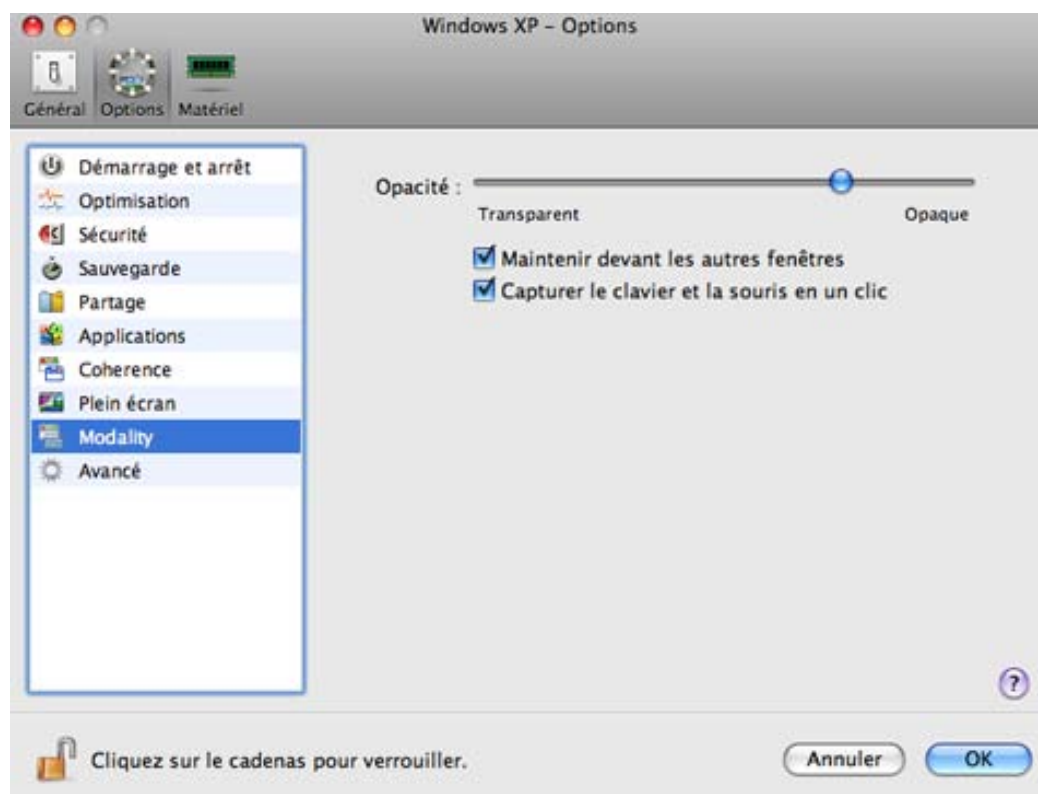 Windows XP – Options
Général Options Matériel
Démarrage et arrêt
Optimisation
Sécurité
Sauvegarde
Partage
Applications
Coherence
Plein écran
Modality
Avancé
Opacité :
Transparent Opaque
Maintenir devant les autres fenêtres
Capturer le clavier et la souris en un clic
?
Cliquez sur le cadenas pour verrouiller.
Annuler OK